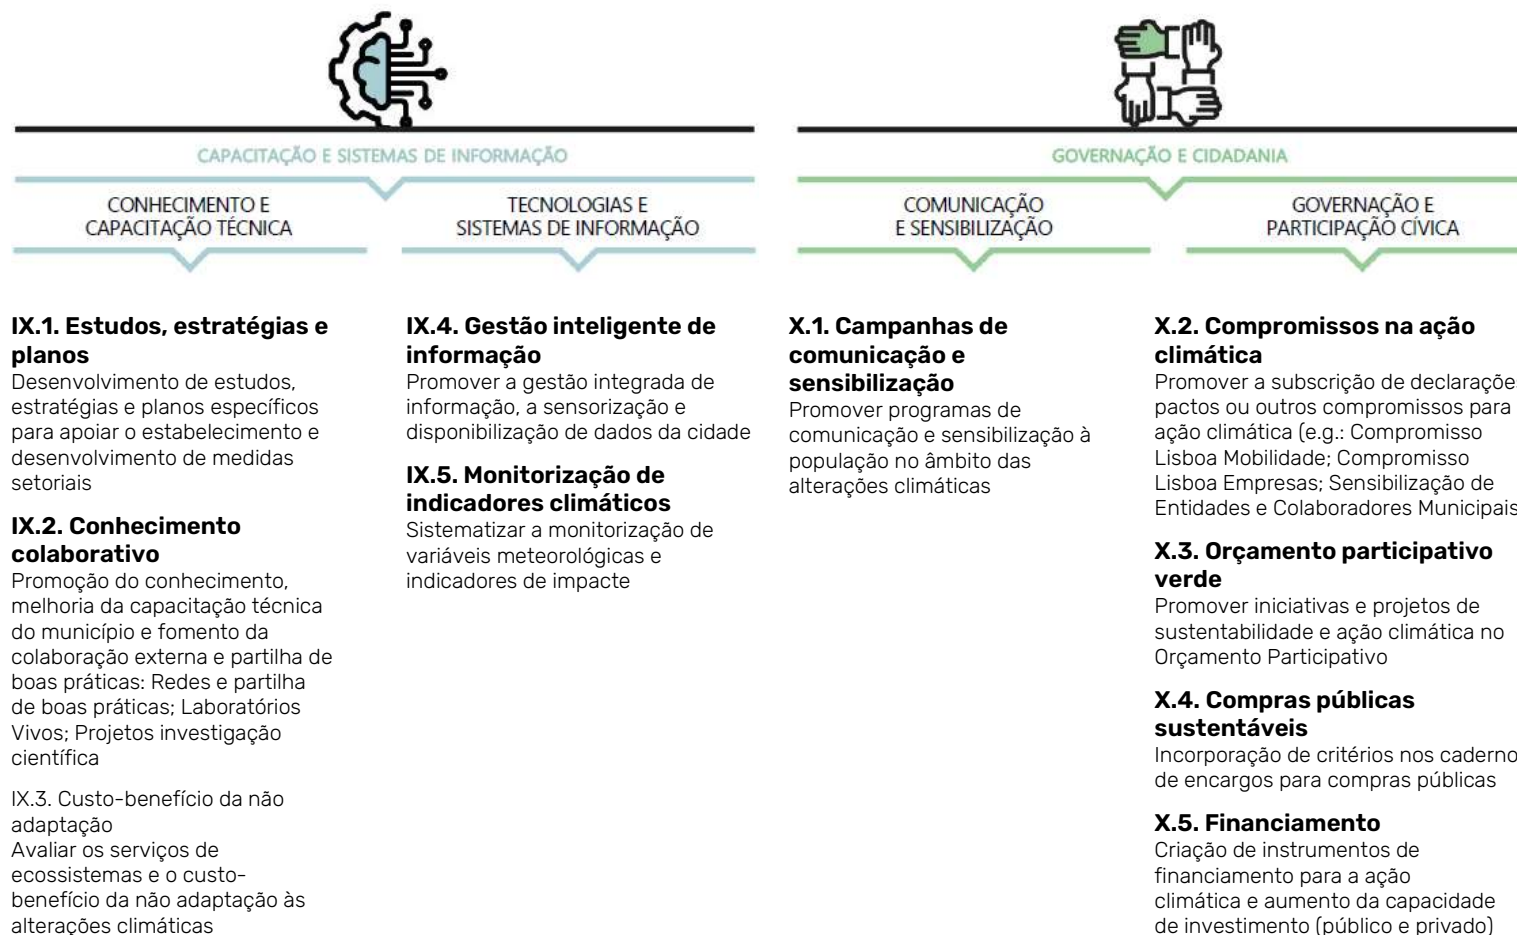 CAPACITAÇÃO E SISTEMAS DE INFORMAÇÃO
CONHECIMENTO E
CAPACITAÇÃO TÉCNICA
IX.1. Estudos, estratégias e
planos
Desenvolvimento de estudos,
estratégias e planos específicos
para apoiar o estabelecimento e
desenvolvimento de medidas
setoriais
IX.2. Conhecimento
colaborativo
Promoção do conhecimento,
melhoria da capacitação técnica
do município e fomento da
colaboração externa e partilha de
boas práticas: Redes e partilha
de boas práticas; Laboratórios
Vivos; Projetos investigação
científica
IX.3. Custo-benefício da não
adaptação
Avaliar os serviços de
ecossistemas e o custo-
benefício da não adaptação às
alterações climáticas
TECNOLOGIAS E
SISTEMAS DE INFORMAÇÃO
IX.4. Gestão inteligente de
informação
Promover a gestão integrada de
informação, a sensorização e
disponibilização de dados da cidade
IX.5. Monitorização de
indicadores climáticos
Sistematizar a monitorização de
variáveis meteorológicas e
indicadores de impacte
GOVERNAÇÃO E CIDADANIA
COMUNICAÇÃO
E SENSIBILIZAÇÃO
X.1. Campanhas de
comunicação e
sensibilização
Promover programas de
comunicação e sensibilização à
população no âmbito das
alterações climáticas
GOVERNAÇÃO E
PARTICIPAÇÃO CÍVICA
X.2. Compromissos na ação
climática
Promover a subscrição de declarações
pactos ou outros compromissos para
ação climática (e.g.: Compromisso
Lisboa Mobilidade; Compromisso
Lisboa Empresas; Sensibilização de
Entidades e Colaboradores Municipais
X.3. Orçamento participativo
verde
Promover iniciativas e projetos de
sustentabilidade e ação climática no
Orçamento Participativo
X.4. Compras públicas
sustentáveis
Incorporação de critérios nos caderno
de encargos para compras públicas
X.5. Financiamento
Criação de instrumentos de
financiamento para a ação
climática e aumento da capacidade
de investimento (público e privado)